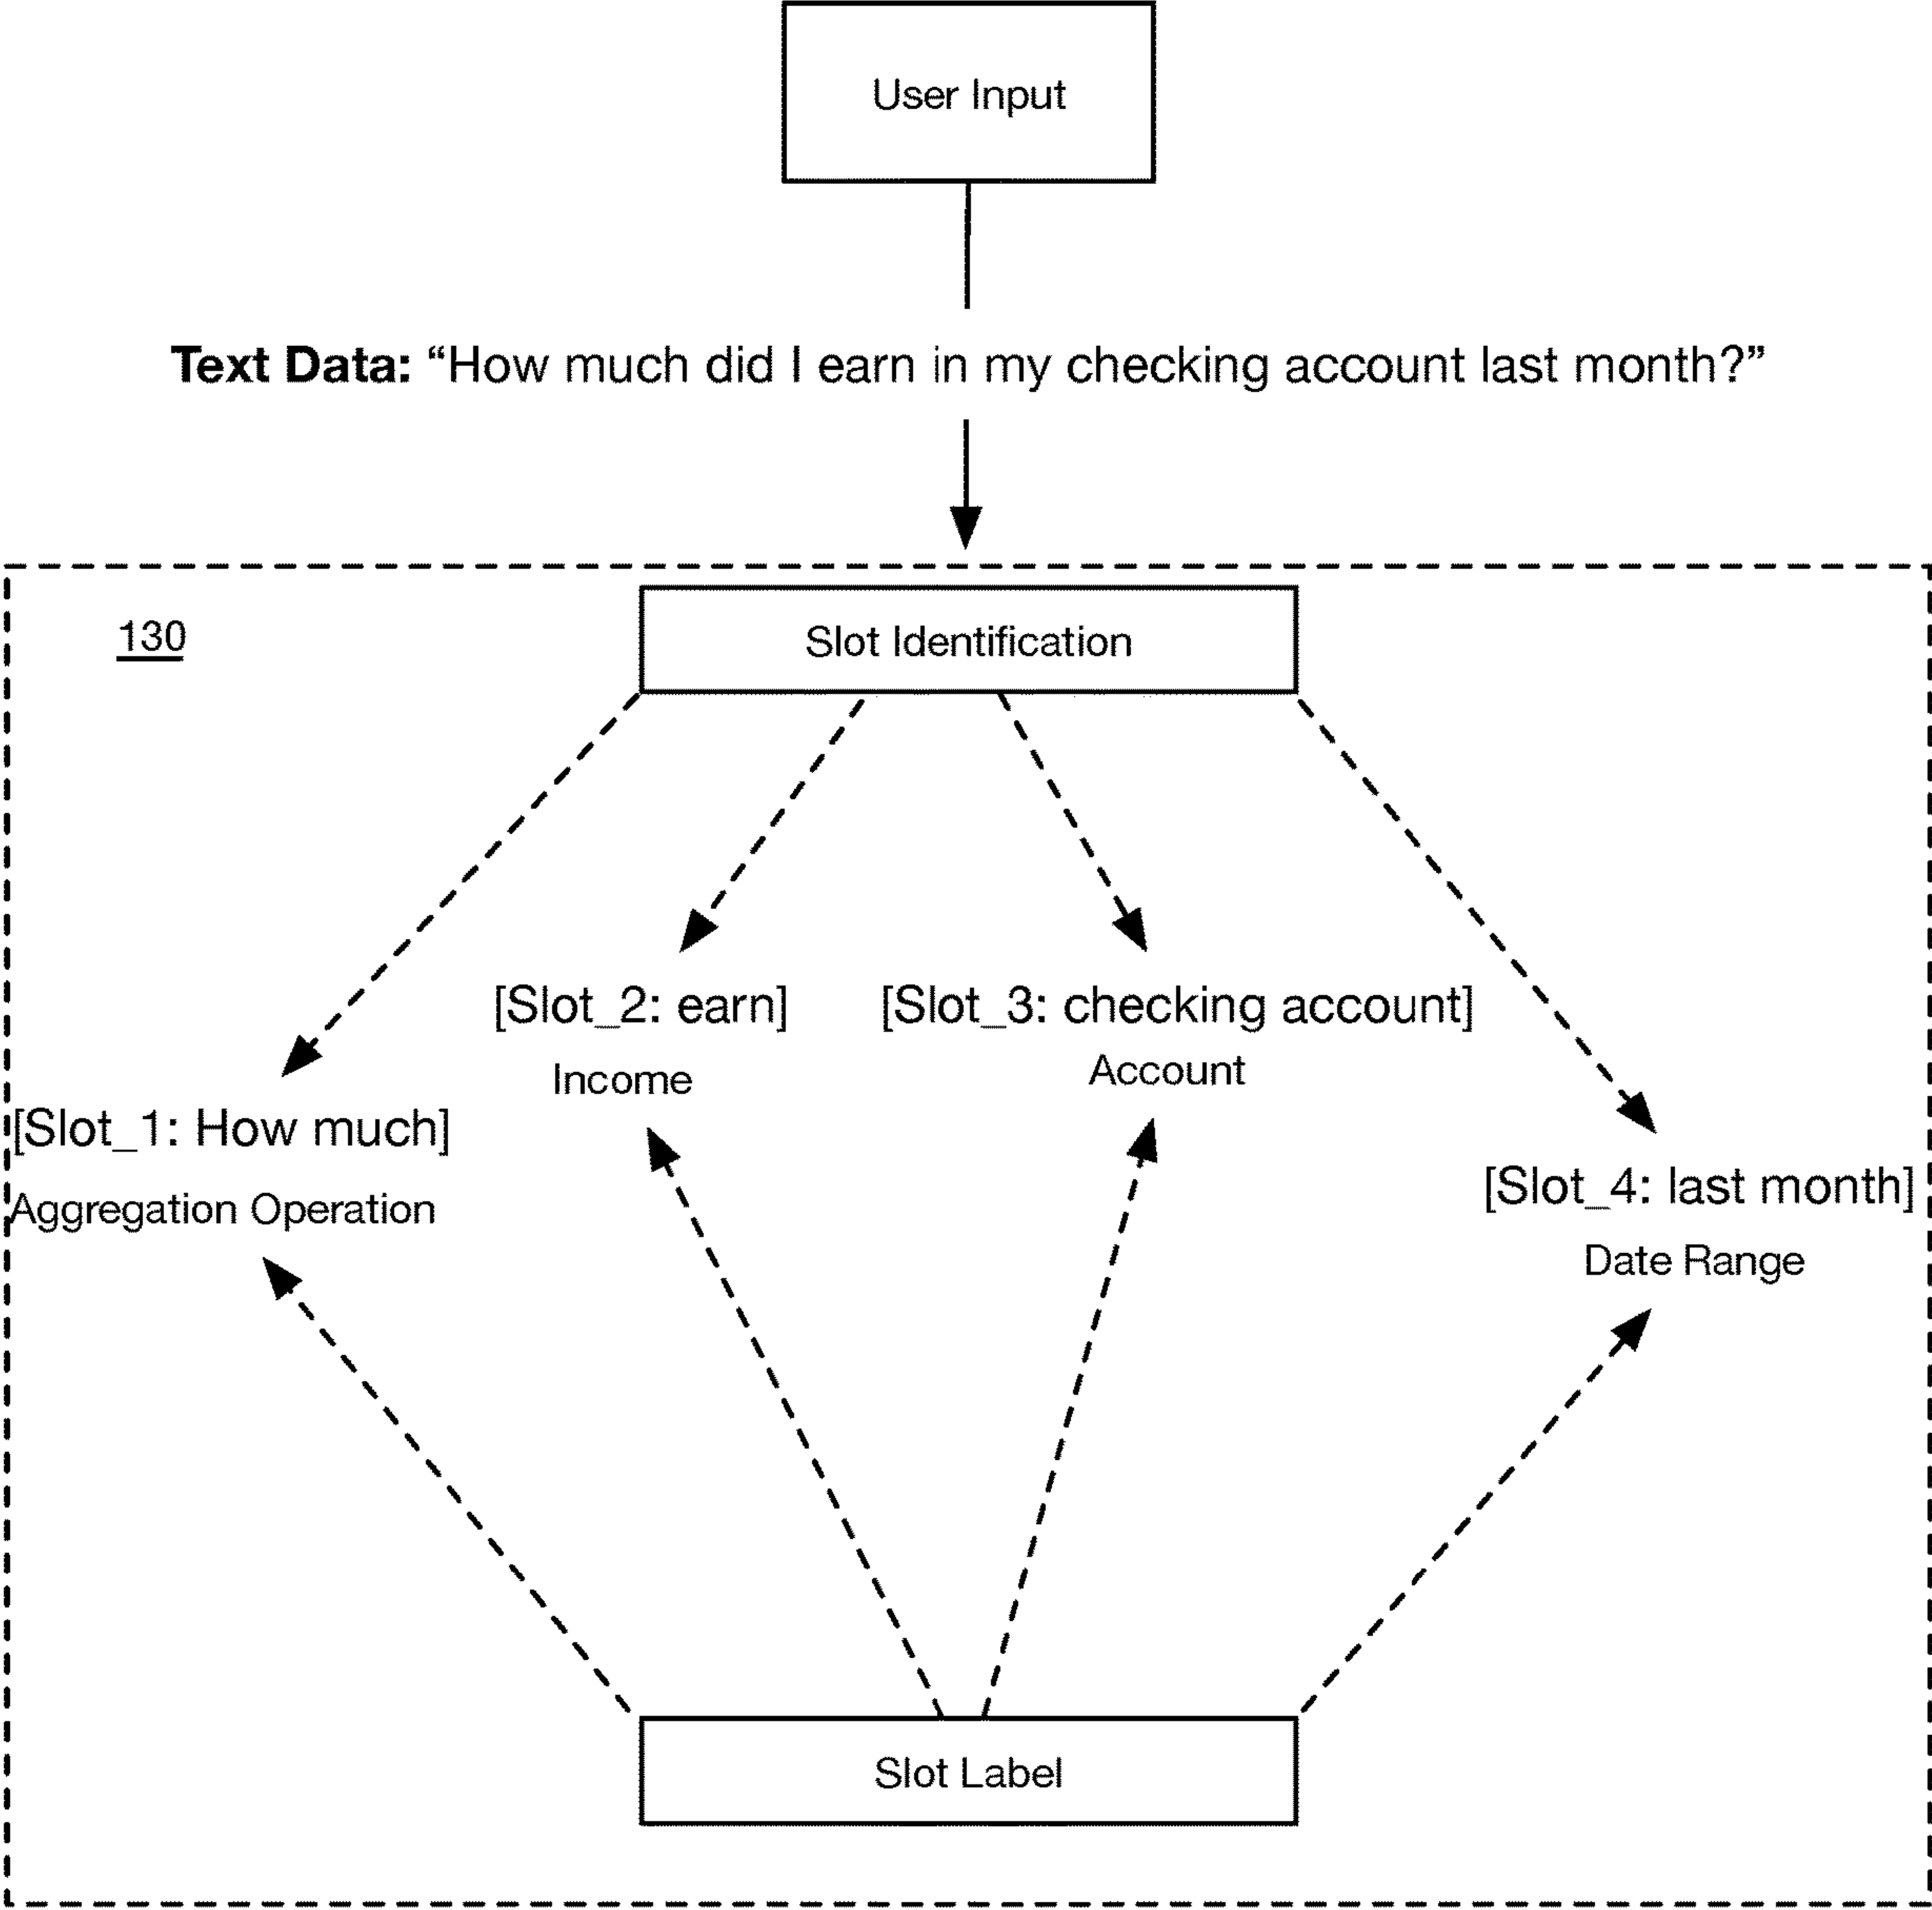 User Input
Text Data: “How much did I earn in my checking account last month?”
130
Slot Identification
[Slot_2: earn]
Income
[Slot_3: checking account]
Account
[Slot_1: How much]
Aggregation Operation
[Slot_4: last month]
Date Range
Slot Label